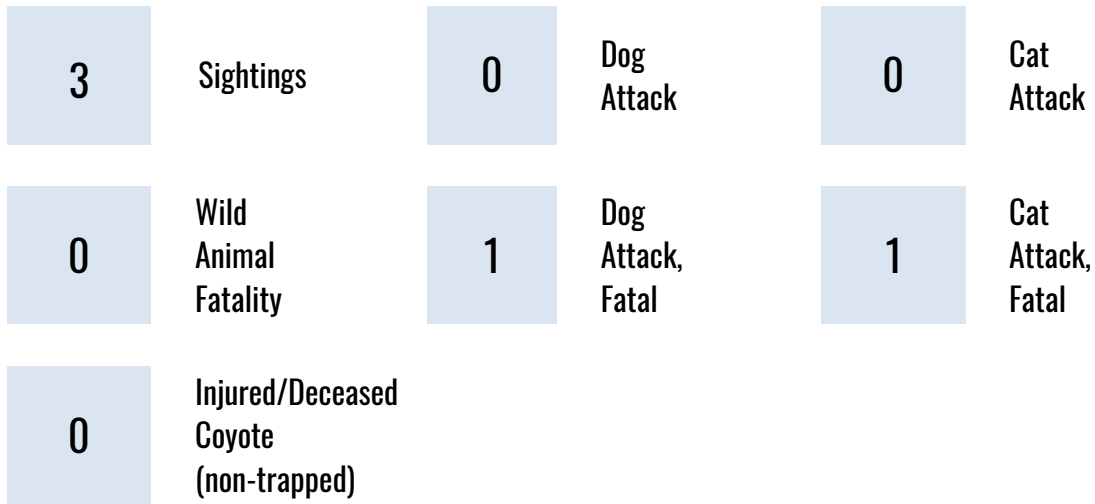 3
Sightings
0
Dog
Attack
0
Cat
Attack
0
Wild
Animal
Fatality
1
Dog
Attack,
Fatal
1
Cat
Attack,
Fatal
0
Injured/Deceased
Coyote
(non-trapped)